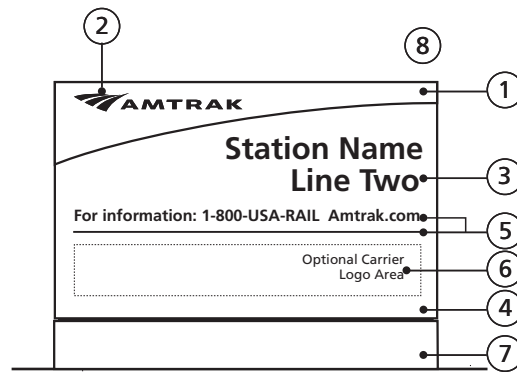 2
8
1
AMTRAK
Station Name
Line Two
3
For information: 1-800-USA-RAIL Amtrak.com
5
Optional Carrier
Logo Area
6
4
7